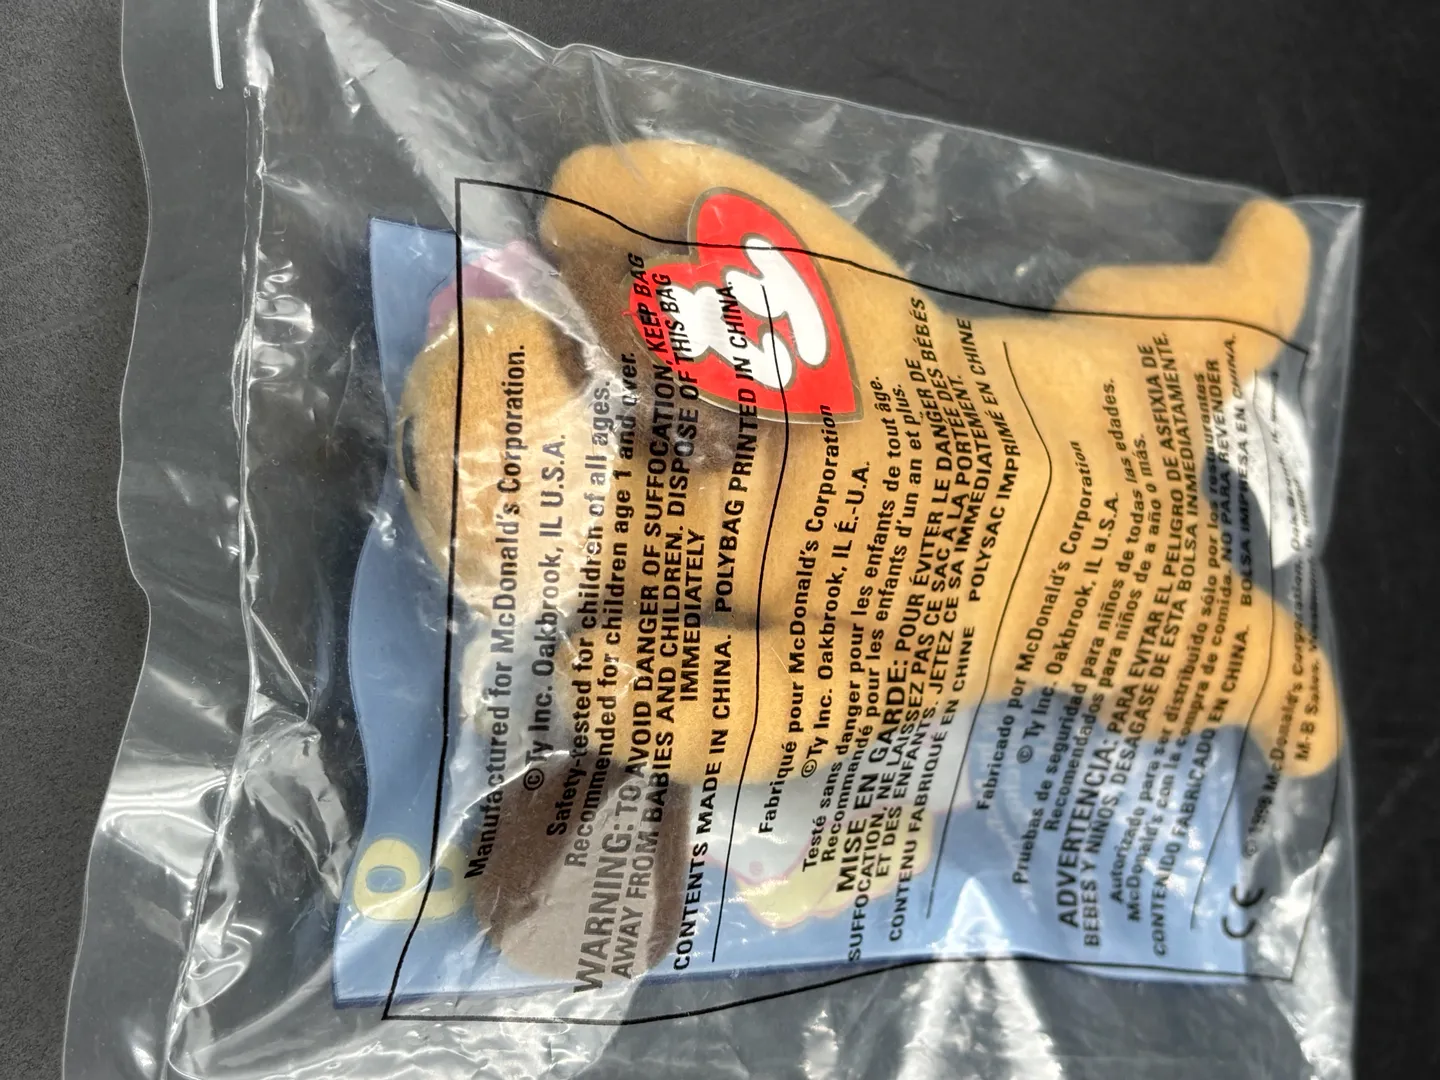 ty
8
Manufactured for McDonald's Corporation.
©Ty Inc. Oakbrook, IL U.S.A.
Safety-tested for children of all ages.
Recommended for children age 1 and over.
WARNING: TO AVOID DANGER OF SUFFOCATION, KEEP BAG
AWAY FROM BABIES AND CHILDREN. DISPOSE OF THIS BAG
IMMEDIATELY
CONTENTS MADE IN CHINA. POLYBAG PRINTED IN CHINA.
Fabriqué pour McDonald's Corporation
©Ty Inc. Oakbrook, IL É.-U.A.
Testé sans danger pour les enfants de tout âge.
Recommandé pour les enfants d'un an et plus.
MISE EN GARDE: POUR ÉVITER LE DANGER DE
SUFFOCATION, NE LAISSEZ PAS CE SAC À LA PORTÉE DES BÉBÉS
ET DES ENFANTS. JETEZ CE SAC IMMÉDIATEMENT.
CONTENU FABRIQUÉ EN CHINE POLYSAC IMPRIMÉ EN CHINE
Fabricado por McDonald's Corporation
© Ty Inc. Oakbrook, IL U.S.A.
Pruebas de seguridad para niños de todas las edades.
Recomendados para niños de a año o más.
ADVERTENCIA: PARA EVITAR EL PELIGRO DE ASFIXIA DE
BEBES Y NIÑOS, DESAGASE DE ESTA BOLSA INMEDIATAMENTE.
Autorizado para ser distribuido sólo por los restaurantes
McDonald's con la compra de comida. NO PARA REVENDER
CONTENIDO FABRICADO EN CHINA. BOLSA IMPRESA EN CHINA.
CE
© 1998 McDonald's Corporation,
M-B Sales,